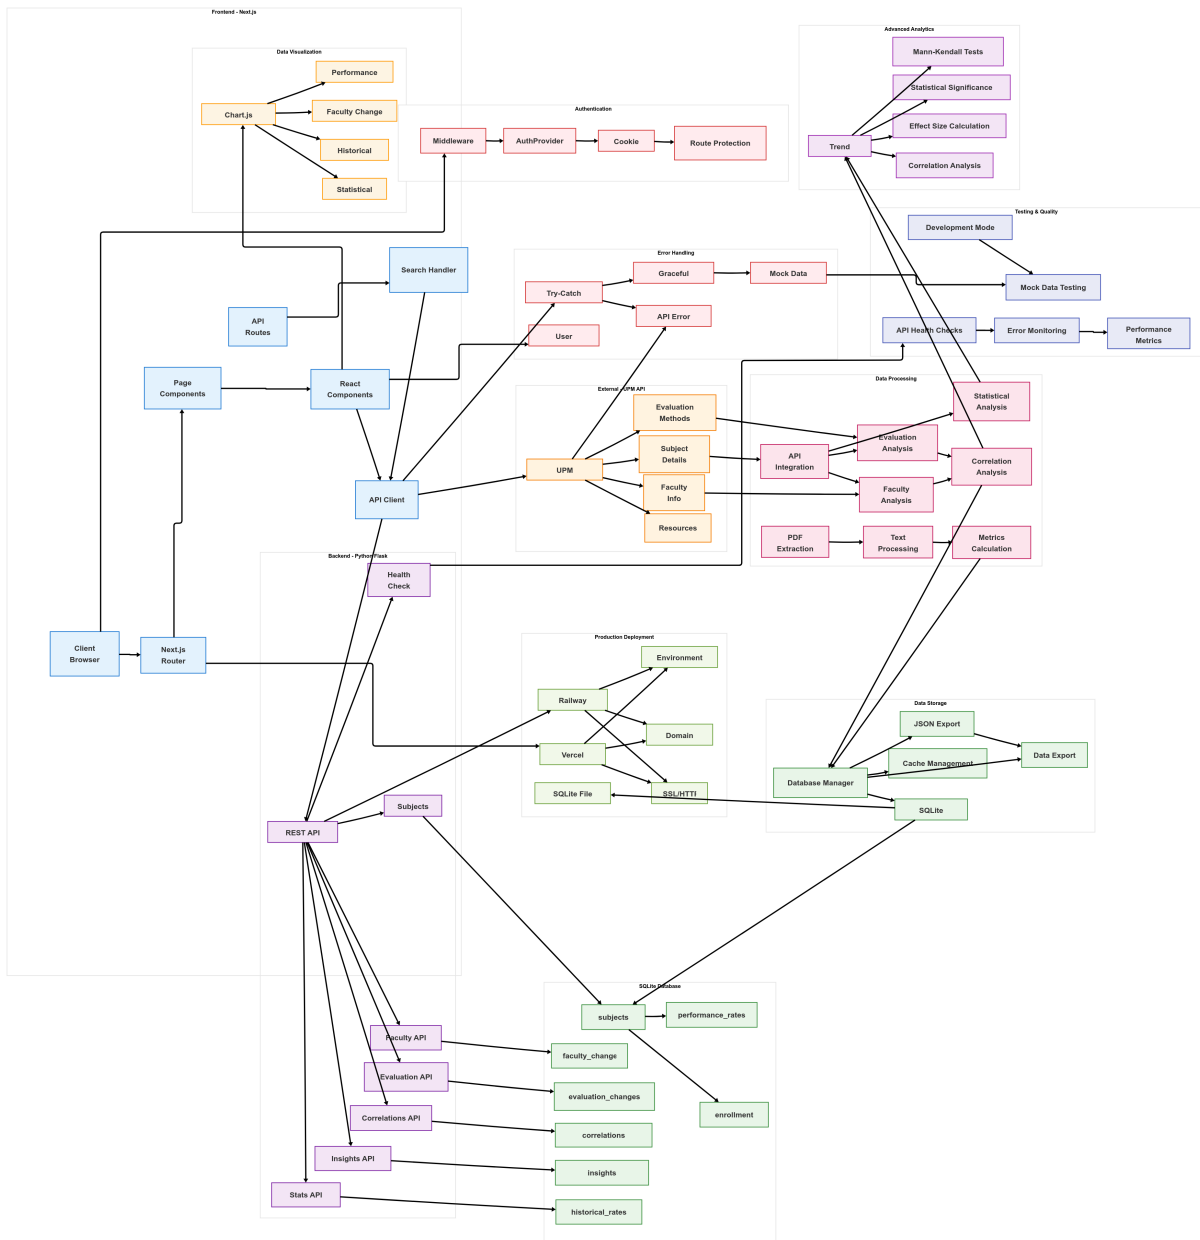 Frontend - Next.js
Data Visualization
Performance
Chart.js
Faculty Change
Historical
Statistical
Authentication
Middleware
AuthProvider
Cookie
Route Protection
Advanced Analytics
Mann-Kendall Tests
Statistical Significance
Effect Size Calculation
Trend
Correlation Analysis
Testing & Quality
Development Mode
Mock Data Testing
API Health Checks
Error Monitoring
Performance
Metrics
Search Handler
API
Routes
Page
Components
React
Components
API Client
Error Handling
Graceful
Mock Data
Try-Catch
API Error
User
External - UPM API
Evaluation
Methods
Subject
Details
UPM
Faculty
Info
Resources
Data Processing
Statistical
Analysis
Evaluation
Analysis
API
Integration
Correlation
Analysis
Faculty
Analysis
PDF
Extraction
Text
Processing
Metrics
Calculation
Backend - Python Flask
Health
Check
Client
Browser
Next.js
Router
Production Deployment
Environment
Railway
Domain
Vercel
SQLite File
SSL/HTTI
Data Storage
JSON Export
Cache Management
Data Export
Database Manager
SQLite
Subjects
REST API
SQLite Database
subjects
performance_rates
Faculty API
faculty_change
Evaluation API
evaluation_changes
enrollment
Correlations API
correlations
Insights API
insights
Stats API
historical_rates